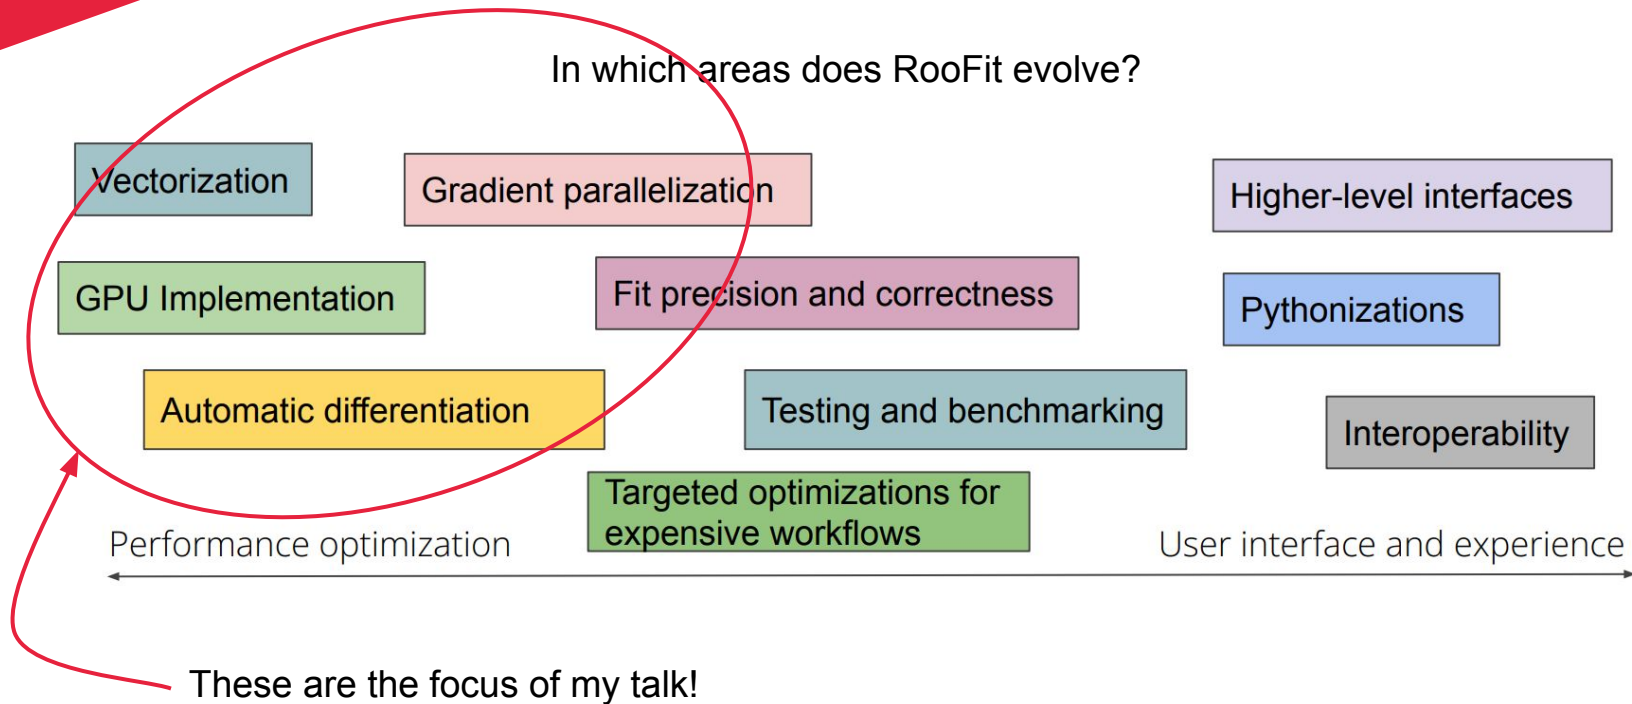 In which areas does RooFit evolve?
Vectorization
Gradient parallelization
Higher-level interfaces
GPU Implementation
Fit precision and correctness
Pythonizations
Automatic differentiation
Testing and benchmarking
Interoperability
Targeted optimizations for
expensive workflows
Performance optimization
User interface and experience
These are the focus of my talk!